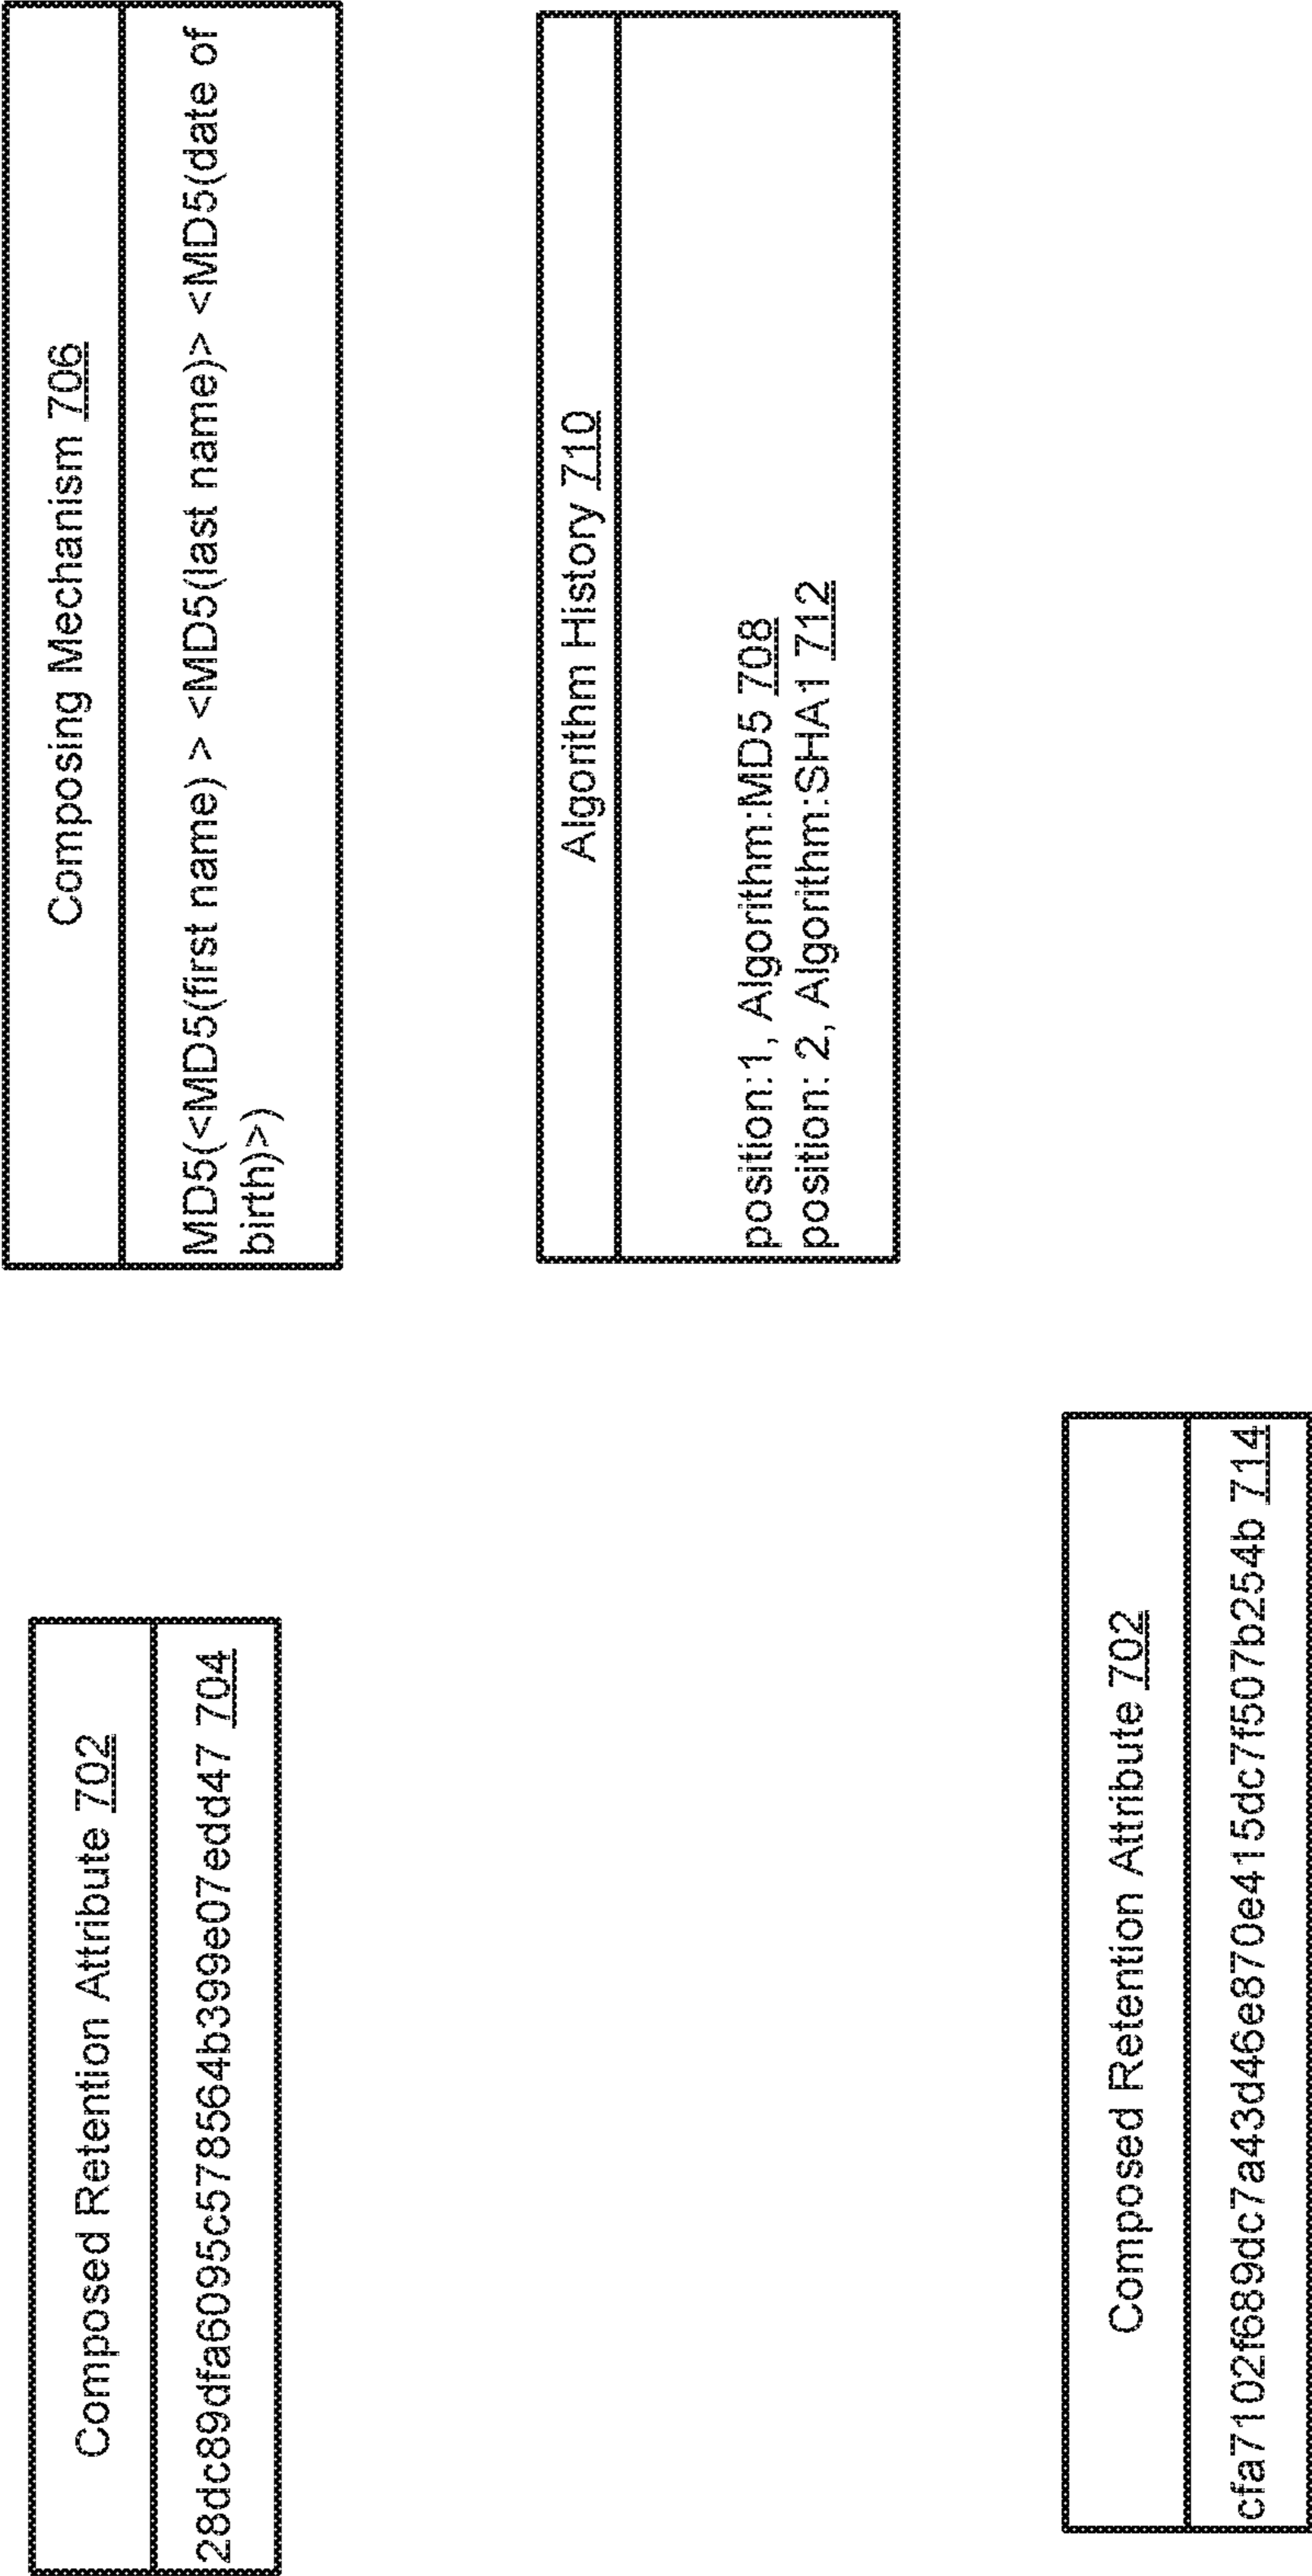 Composed Retention Attribute 702
28dc89dfa6095c578564b399e07edd47 704
Composing Mechanism 706
MD5(<MD5(first name) > <MD5(last name)> <MD5(date of
birth)>)
Algorithm History 710
position:1, Algorithm:MD5 708
position: 2, Algorithm:SHA1 712
Composed Retention Attribute 702
cfa7102f689dc7a43d46e870e415dc7f507b254b 714